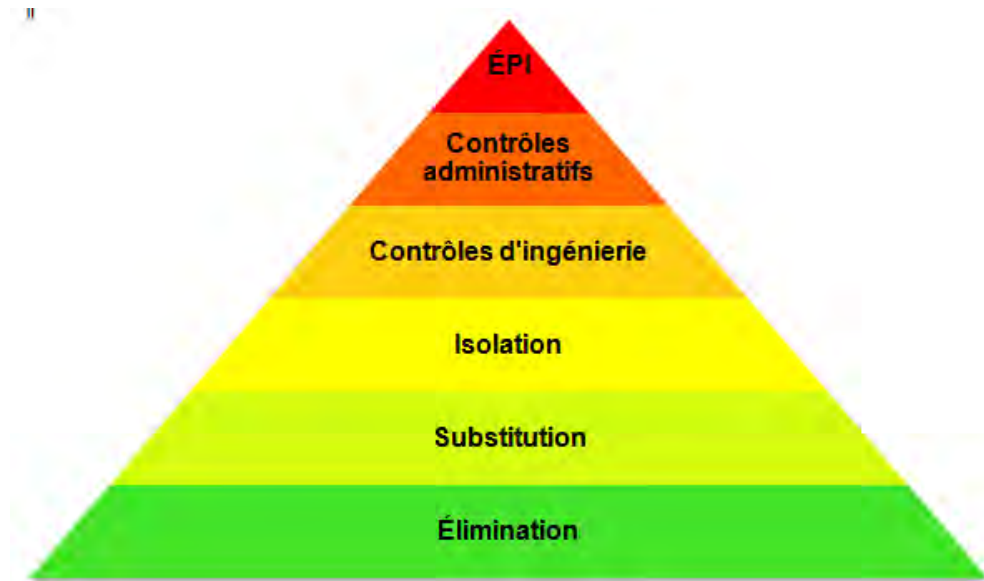 ÉPI
Contrôles
administratifs
Contrôles d'ingénierie
Isolation
Substitution
Élimination